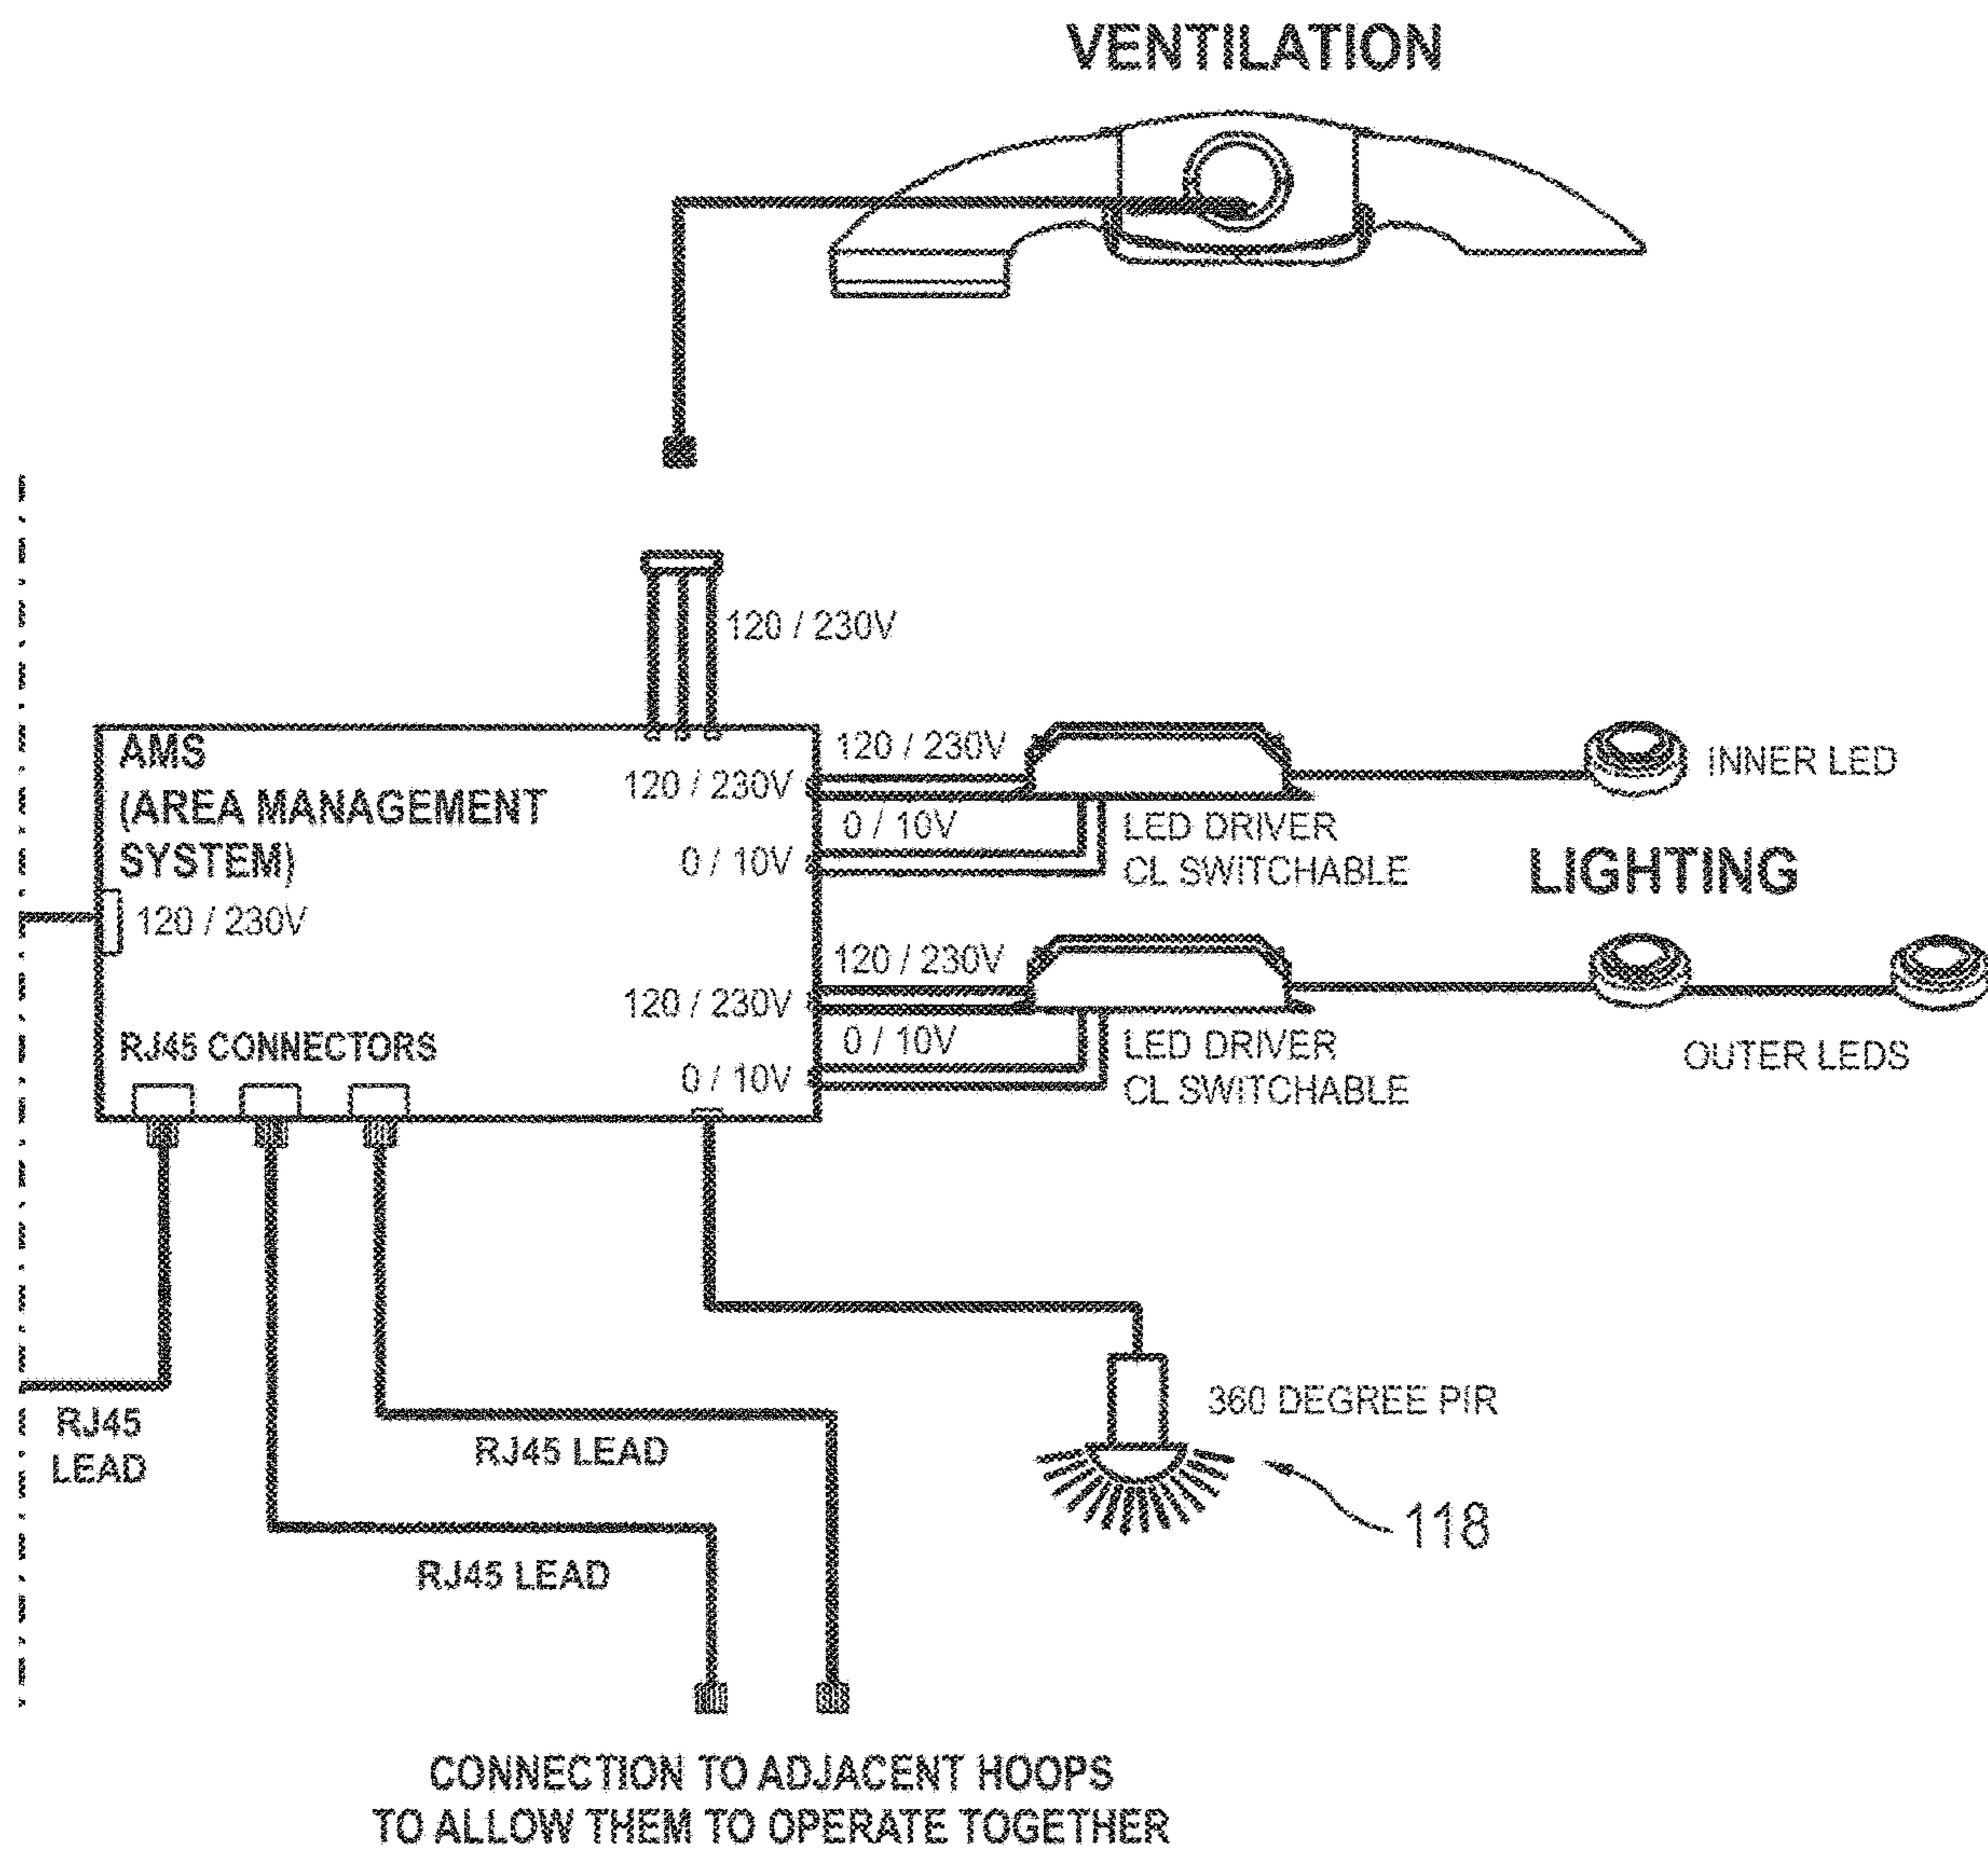 VENTILATION
120 / 230V
AMS
(AREA MANAGEMENT
SYSTEM)
120 / 230V
120 / 230V
120 / 230V
0 / 10V
0 / 10V
INNER LED
LED DRIVER
CL SWITCHABLE
LIGHTING
120 / 230V
120 / 230V
0 / 10V
0 / 10V
LED DRIVER
CL SWITCHABLE
OUTER LEDS
RJ45 CONNECTORS
RJ45
LEAD
RJ45 LEAD
RJ45 LEAD
360 DEGREE PIR
118
CONNECTION TO ADJACENT HOOPS
TO ALLOW THEM TO OPERATE TOGETHER